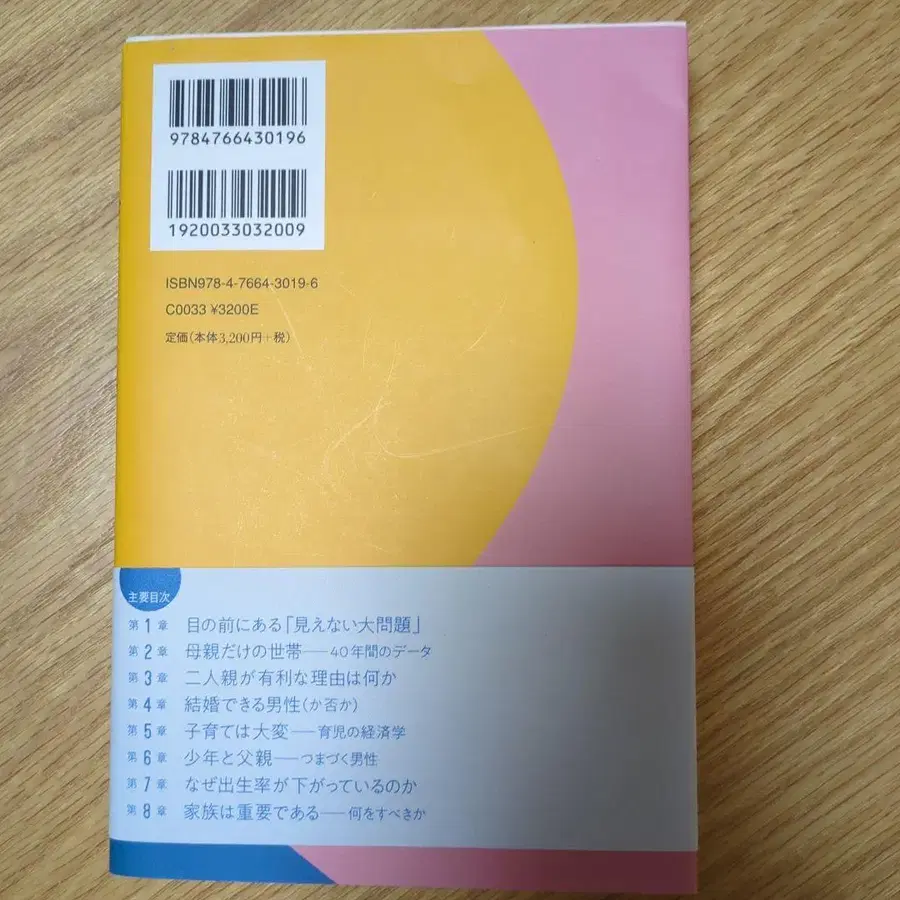 9784766430196
1920033032009
ISBN978-4-7664-3019-6
C0033 ¥3200E
定価(本体3,200円+税)
主要目次
第1章 目の前にある「見えない大問題」
第2章 母親だけの世帯――40年間のデータ
第3章 二人親が有利な理由は何か
第4章 結婚できる男性(か否か)
第5章 子育ては大変――育児の経済学
第6章 少年と父親――つまづく男性
第7章 なぜ出生率が下がっているのか
第8章 家族は重要である――何をすべきか